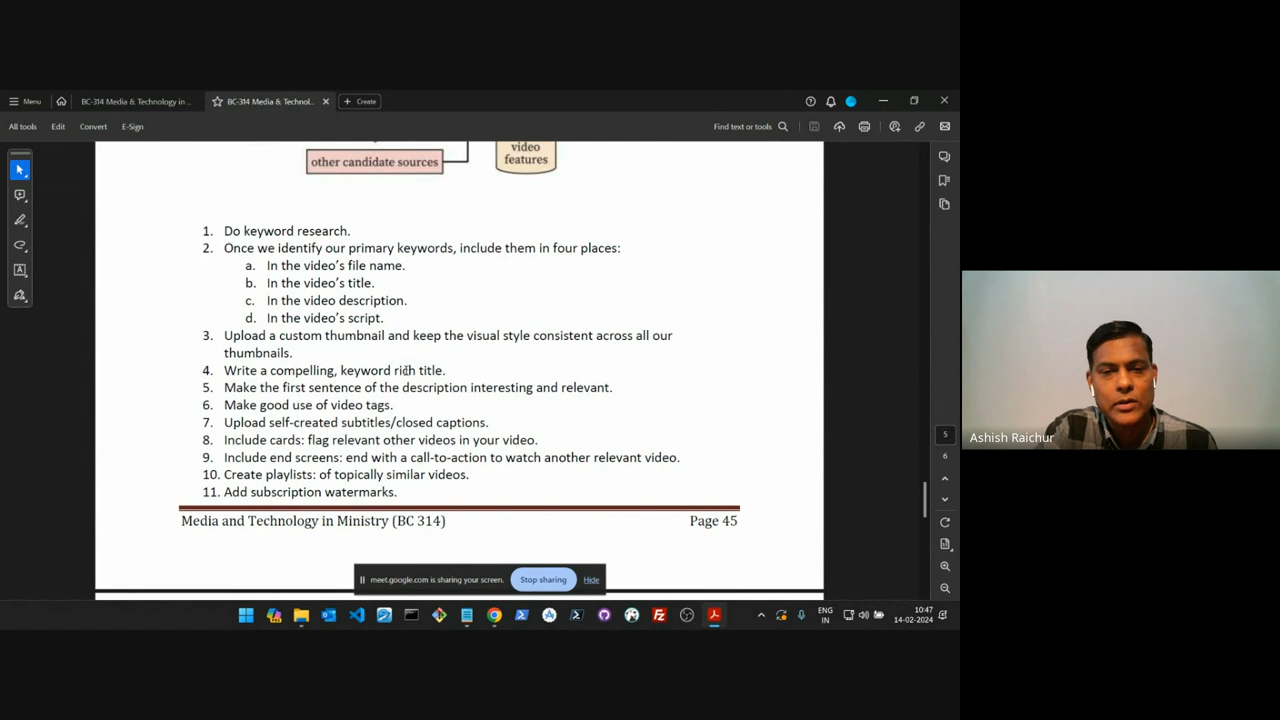 Menu
BC-314 Media & Technology in ...
BC-314 Media & Technol...
Create
All tools
Edit
Convert
E-Sign
Find text or tools
other candidate sources
video
features
1. Do keyword research.
2. Once we identify our primary keywords, include them in four places:
a. In the video's file name.
b. In the video's title.
c. In the video description.
d. In the video's script.
3. Upload a custom thumbnail and keep the visual style consistent across all our
thumbnails.
4. Write a compelling, keyword rich title.
5. Make the first sentence of the description interesting and relevant.
6. Make good use of video tags.
7. Upload self-created subtitles/closed captions.
8. Include cards: flag relevant other videos in your video.
9. Include end screens: end with a call-to-action to watch another relevant video.
10. Create playlists: of topically similar videos.
11. Add subscription watermarks.
Media and Technology in Ministry (BC 314)
Page 45
5
6
meet.google.com is sharing your screen.
Stop sharing
Hide
ENG
IN
10:47
14-02-2024
Ashish Raichur